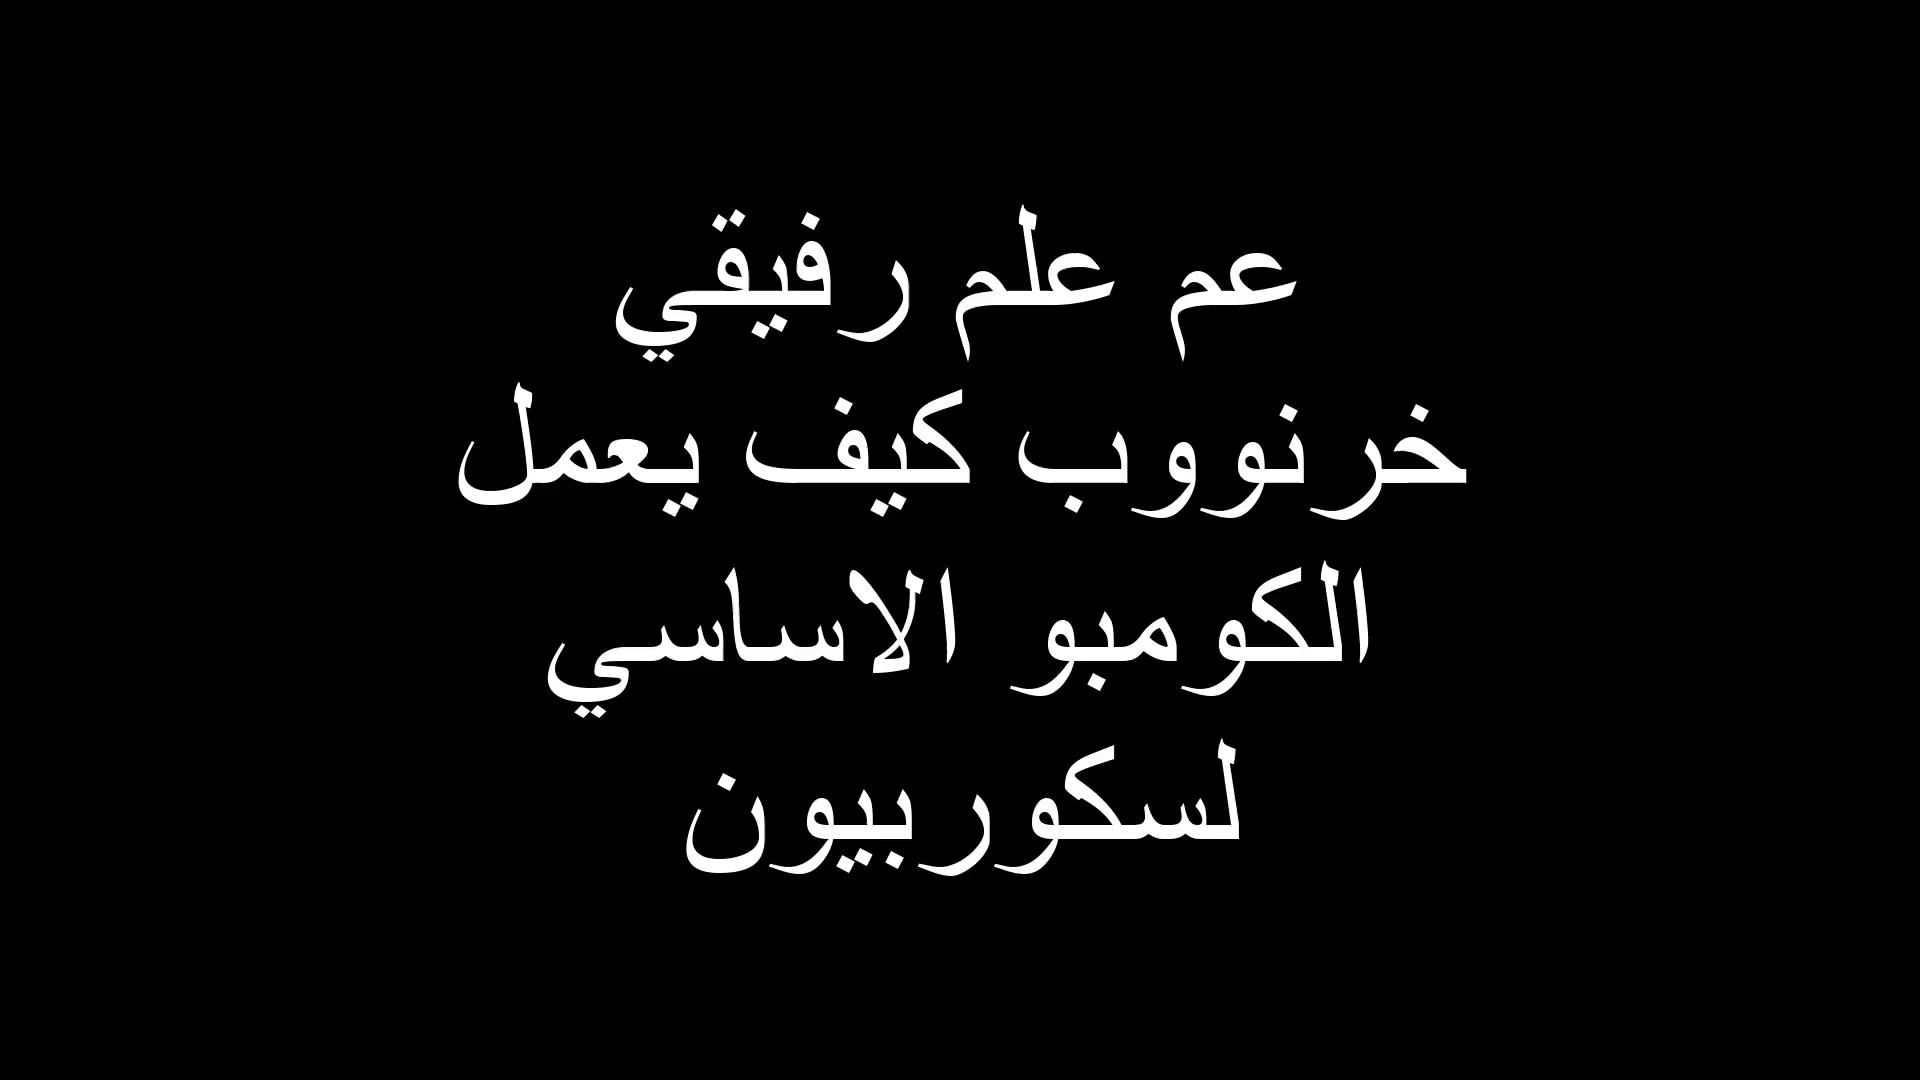 عم علم رفيقي
خرنووب كيف يعمل
الكومبو الاساسي
لسكوربيون